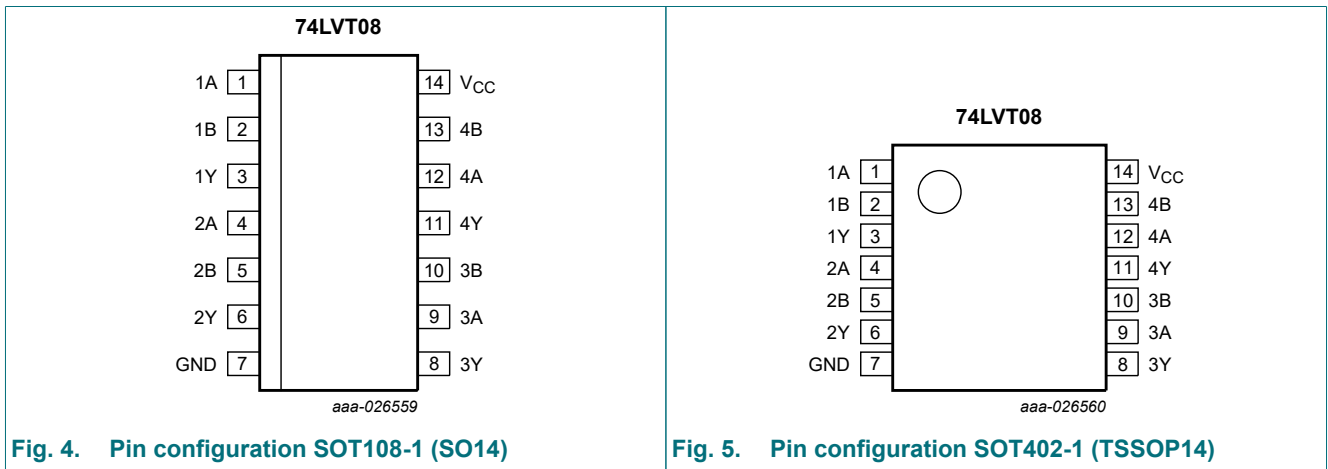 74LVT08
1A 1 14 VCC
1B 2 13 4B
1Y 3 12 4A
2A 4 11 4Y
2B 5 10 3B
2Y 6 9 3A
GND 7 8 3Y
aaa-026559
Fig. 4. Pin configuration SOT108-1 (SO14)
74LVT08
1A 1 14 VCC
1B 2 13 4B
1Y 3 12 4A
2A 4 11 4Y
2B 5 10 3B
2Y 6 9 3A
GND 7 8 3Y
aaa-026560
Fig. 5. Pin configuration SOT402-1 (TSSOP14)